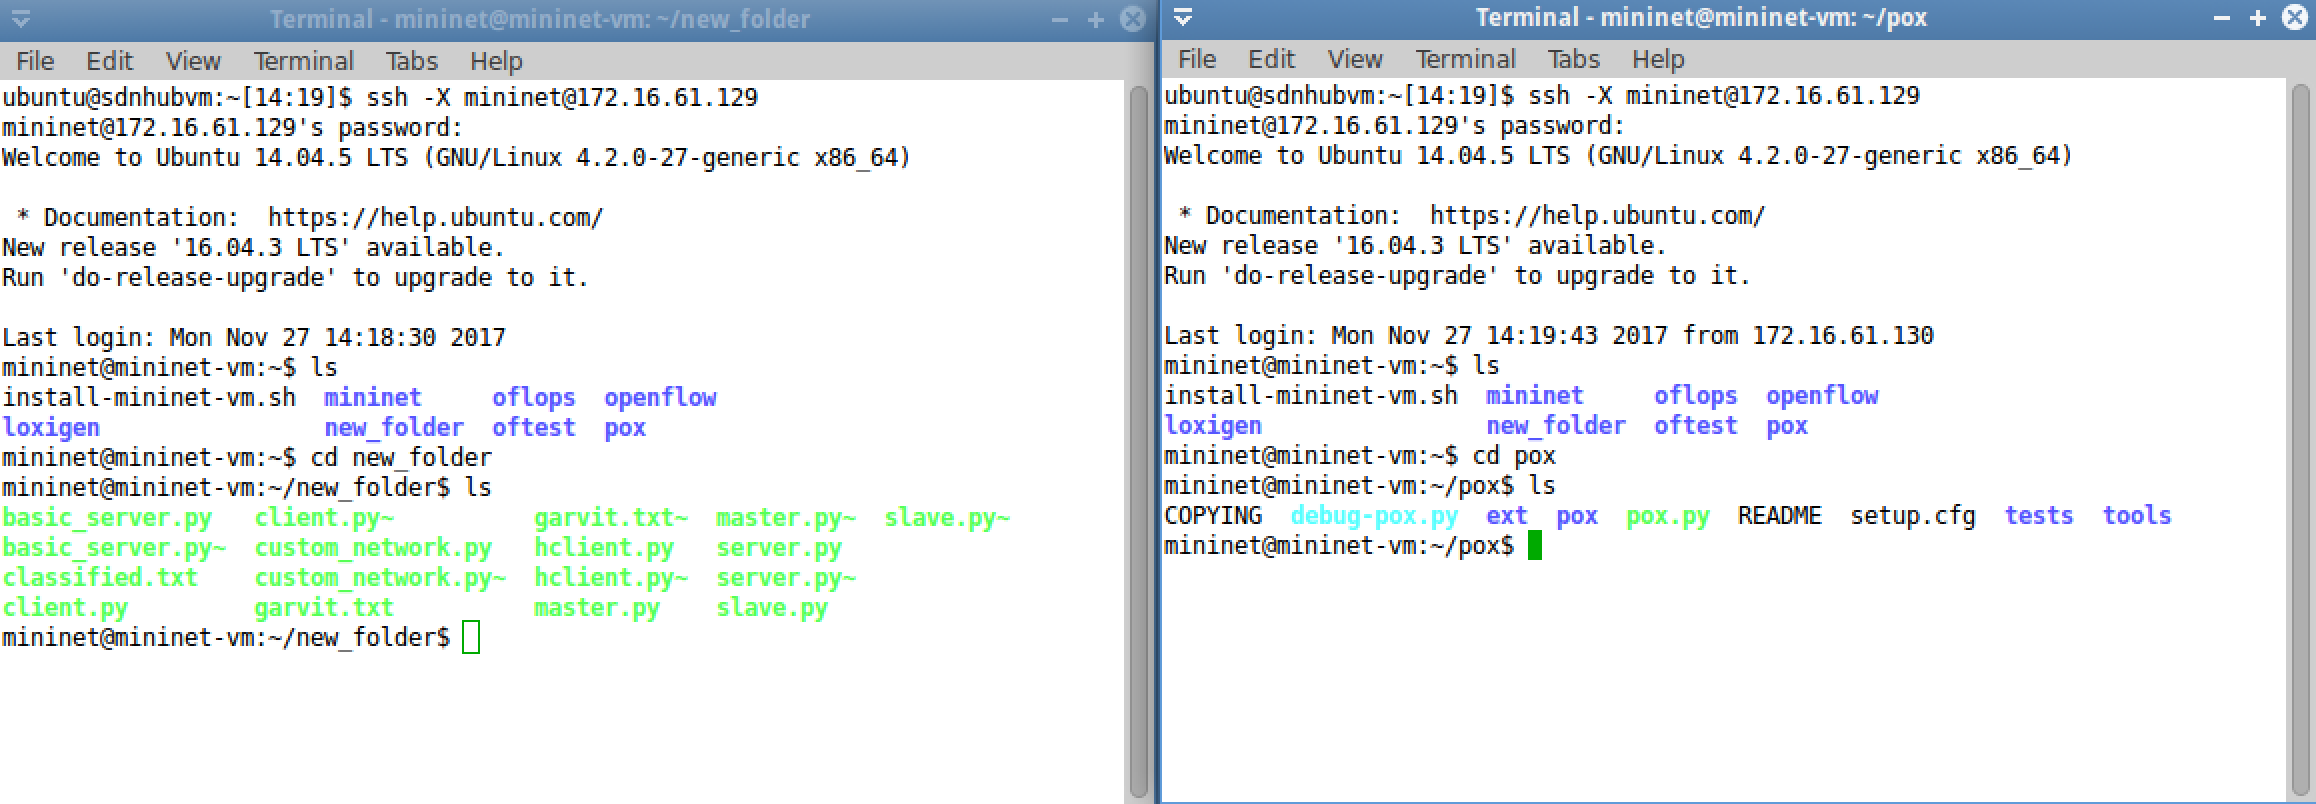 Terminal - mininet@mininet-vm: ~/new_folder
File Edit View Terminal Tabs Help
ubuntu@sdnhubvm:~[14:19]$ ssh -X mininet@172.16.61.129
mininet@172.16.61.129's password:
Welcome to Ubuntu 14.04.5 LTS (GNU/Linux 4.2.0-27-generic x86_64)
 * Documentation:  https://help.ubuntu.com/
New release '16.04.3 LTS' available.
Run 'do-release-upgrade' to upgrade to it.
Last login: Mon Nov 27 14:18:30 2017
mininet@mininet-vm:~$ ls
install-mininet-vm.sh  mininet     oflops  openflow
loxigen                new_folder  oftest  pox
mininet@mininet-vm:~$ cd new_folder
mininet@mininet-vm:~/new_folder$ ls
basic_server.py   client.py~          garvit.txt~  master.py~  slave.py~
basic_server.py~  custom_network.py   hclient.py   server.py
classified.txt    custom_network.py~  hclient.py~  server.py~
client.py         garvit.txt          master.py    slave.py
mininet@mininet-vm:~/new_folder$
Terminal - mininet@mininet-vm: ~/pox
File Edit View Terminal Tabs Help
ubuntu@sdnhubvm:~[14:19]$ ssh -X mininet@172.16.61.129
mininet@172.16.61.129's password:
Welcome to Ubuntu 14.04.5 LTS (GNU/Linux 4.2.0-27-generic x86_64)
 * Documentation:  https://help.ubuntu.com/
New release '16.04.3 LTS' available.
Run 'do-release-upgrade' to upgrade to it.
Last login: Mon Nov 27 14:19:43 2017 from 172.16.61.130
mininet@mininet-vm:~$ ls
install-mininet-vm.sh  mininet     oflops  openflow
loxigen                new_folder  oftest  pox
mininet@mininet-vm:~$ cd pox
mininet@mininet-vm:~/pox$ ls
COPYING  debug-pox.py  ext  pox  pox.py  README  setup.cfg  tests  tools
mininet@mininet-vm:~/pox$